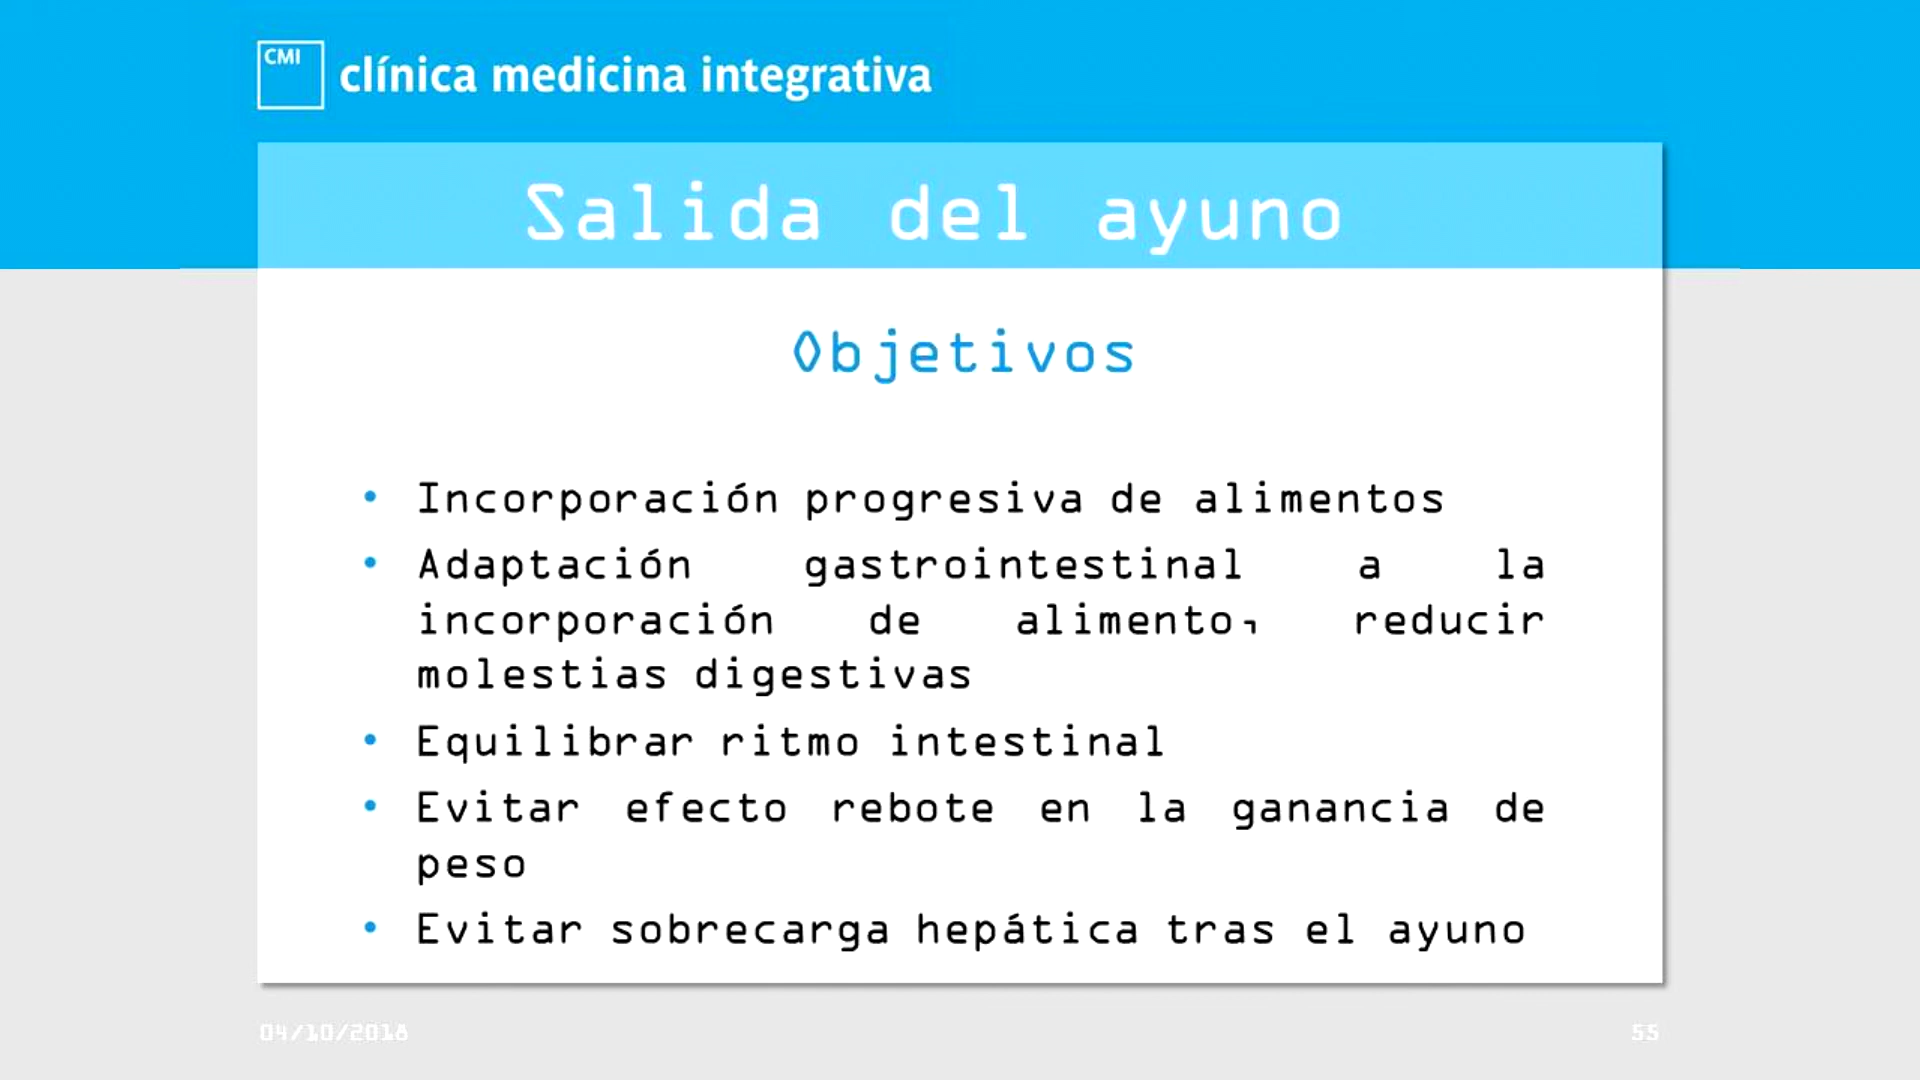 CMI
clínica medicina integrativa
Salida del ayuno
Objetivos
• Incorporación progresiva de alimentos
• Adaptación gastrointestinal a la
incorporación de alimento, reducir
molestias digestivas
• Equilibrar ritmo intestinal
• Evitar efecto rebote en la ganancia de
peso
• Evitar sobrecarga hepática tras el ayuno
04/10/2018
55